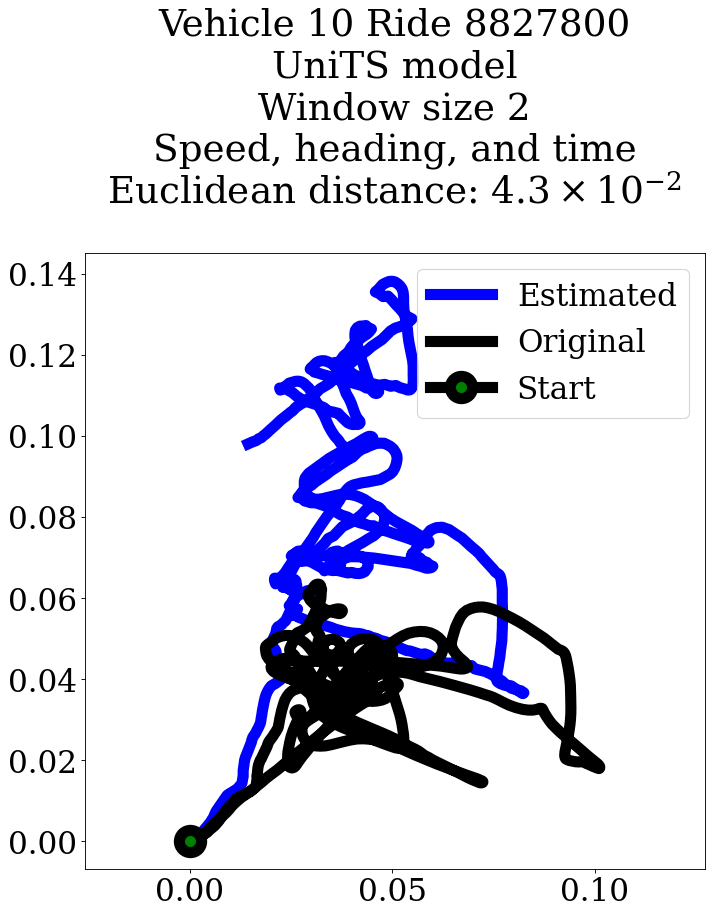 Vehicle 10 Ride 8827800
UniTS model
Window size 2
Speed, heading, and time
Euclidean distance: 4.3 × 10⁻²
0.14
0.12
0.10
0.08
0.06
0.04
0.02
0.00
Estimated
Original
Start
0.00 0.05 0.10